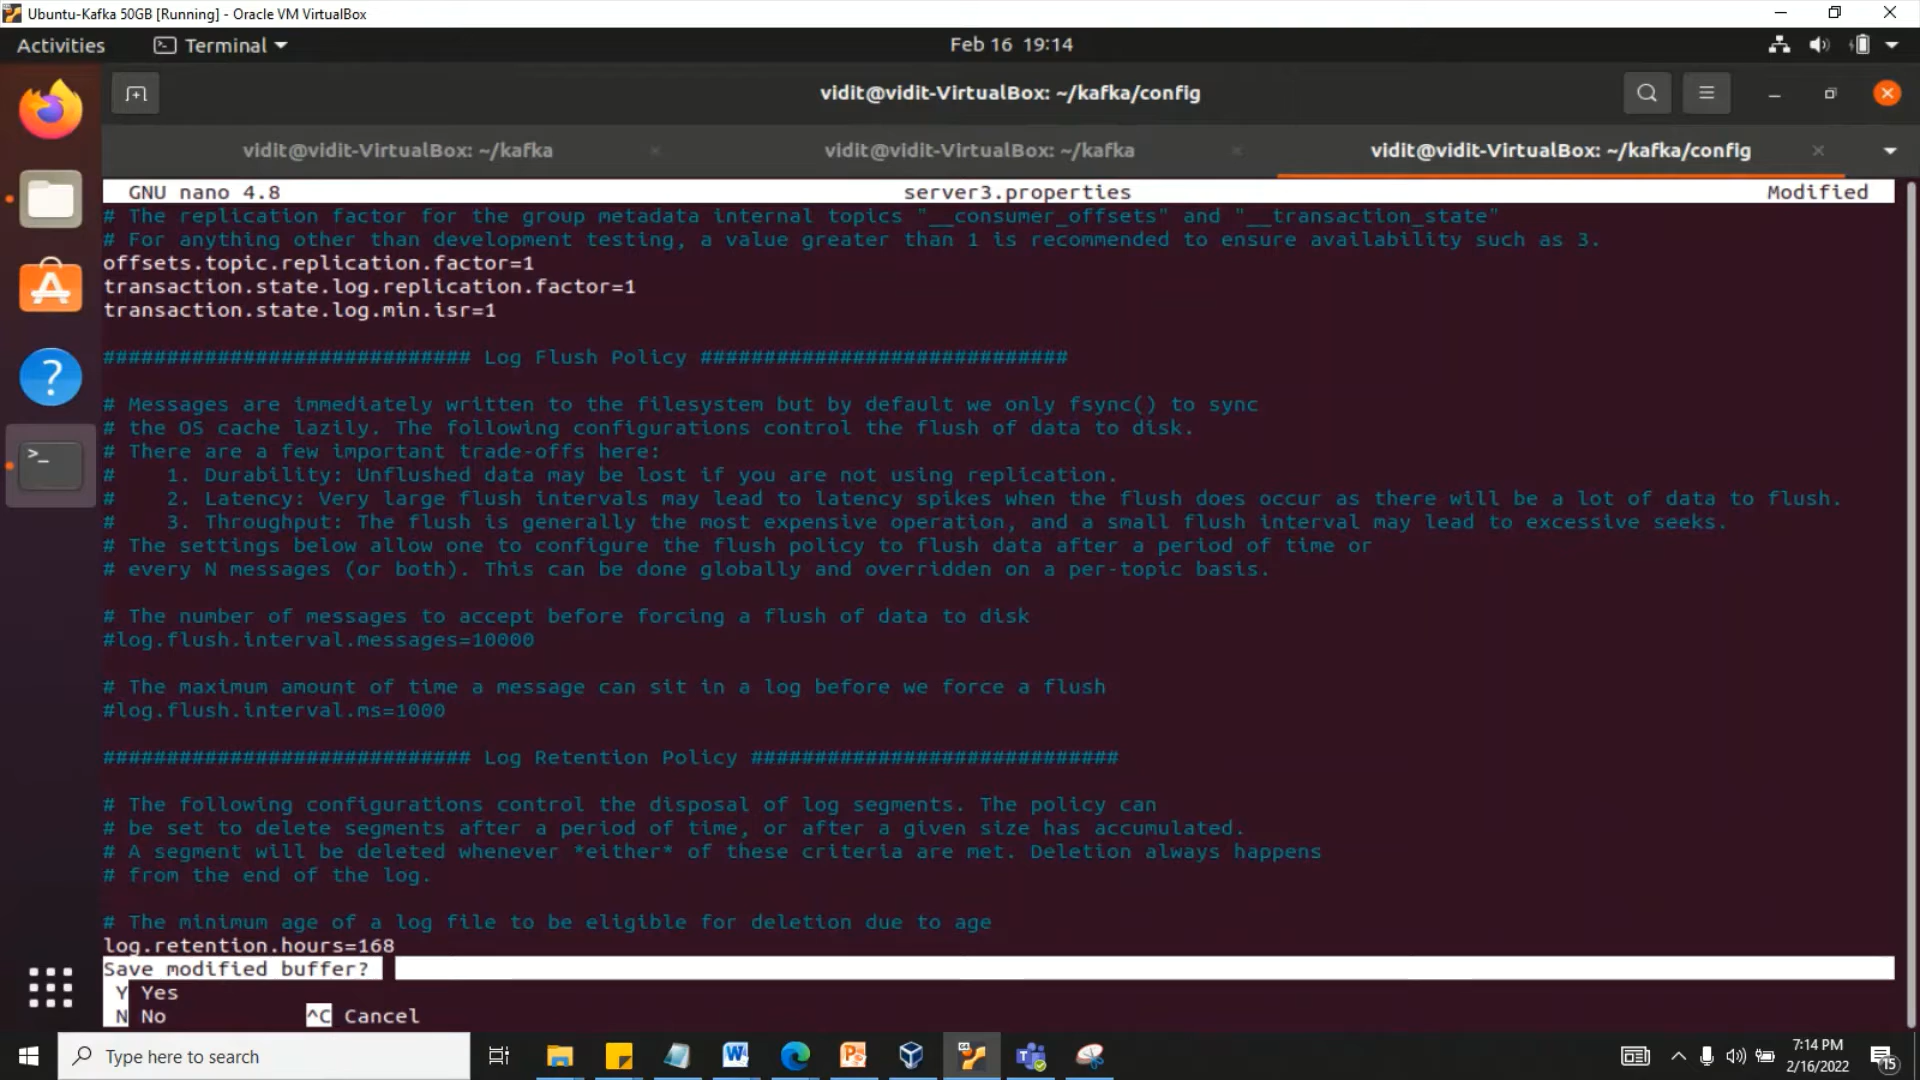 Ubuntu-Kafka 50GB [Running] - Oracle VM VirtualBox
Activities Terminal Feb 16 19:14
vidit@vidit-VirtualBox: ~/kafka/config
vidit@vidit-VirtualBox: ~/kafka vidit@vidit-VirtualBox: ~/kafka vidit@vidit-VirtualBox: ~/kafka/config
GNU nano 4.8 server3.properties Modified
# The replication factor for the group metadata internal topics "__consumer_offsets" and "__transaction_state"
# For anything other than development testing, a value greater than 1 is recommended to ensure availability such as 3.
offsets.topic.replication.factor=1
transaction.state.log.replication.factor=1
transaction.state.log.min.isr=1
############################# Log Flush Policy #############################
# Messages are immediately written to the filesystem but by default we only fsync() to sync
# the OS cache lazily. The following configurations control the flush of data to disk.
# There are a few important trade-offs here:
#    1. Durability: Unflushed data may be lost if you are not using replication.
#    2. Latency: Very large flush intervals may lead to latency spikes when the flush does occur as there will be a lot of data to flush.
#    3. Throughput: The flush is generally the most expensive operation, and a small flush interval may lead to excessive seeks.
# The settings below allow one to configure the flush policy to flush data after a period of time or
# every N messages (or both). This can be done globally and overridden on a per-topic basis.
# The number of messages to accept before forcing a flush of data to disk
#log.flush.interval.messages=10000
# The maximum amount of time a message can sit in a log before we force a flush
#log.flush.interval.ms=1000
############################# Log Retention Policy #############################
# The following configurations control the disposal of log segments. The policy can
# be set to delete segments after a period of time, or after a given size has accumulated.
# A segment will be deleted whenever *either* of these criteria are met. Deletion always happens
# from the end of the log.
# The minimum age of a log file to be eligible for deletion due to age
log.retention.hours=168
Save modified buffer?
Y Yes
N No ^C Cancel
Type here to search
7:14 PM
2/16/2022
15